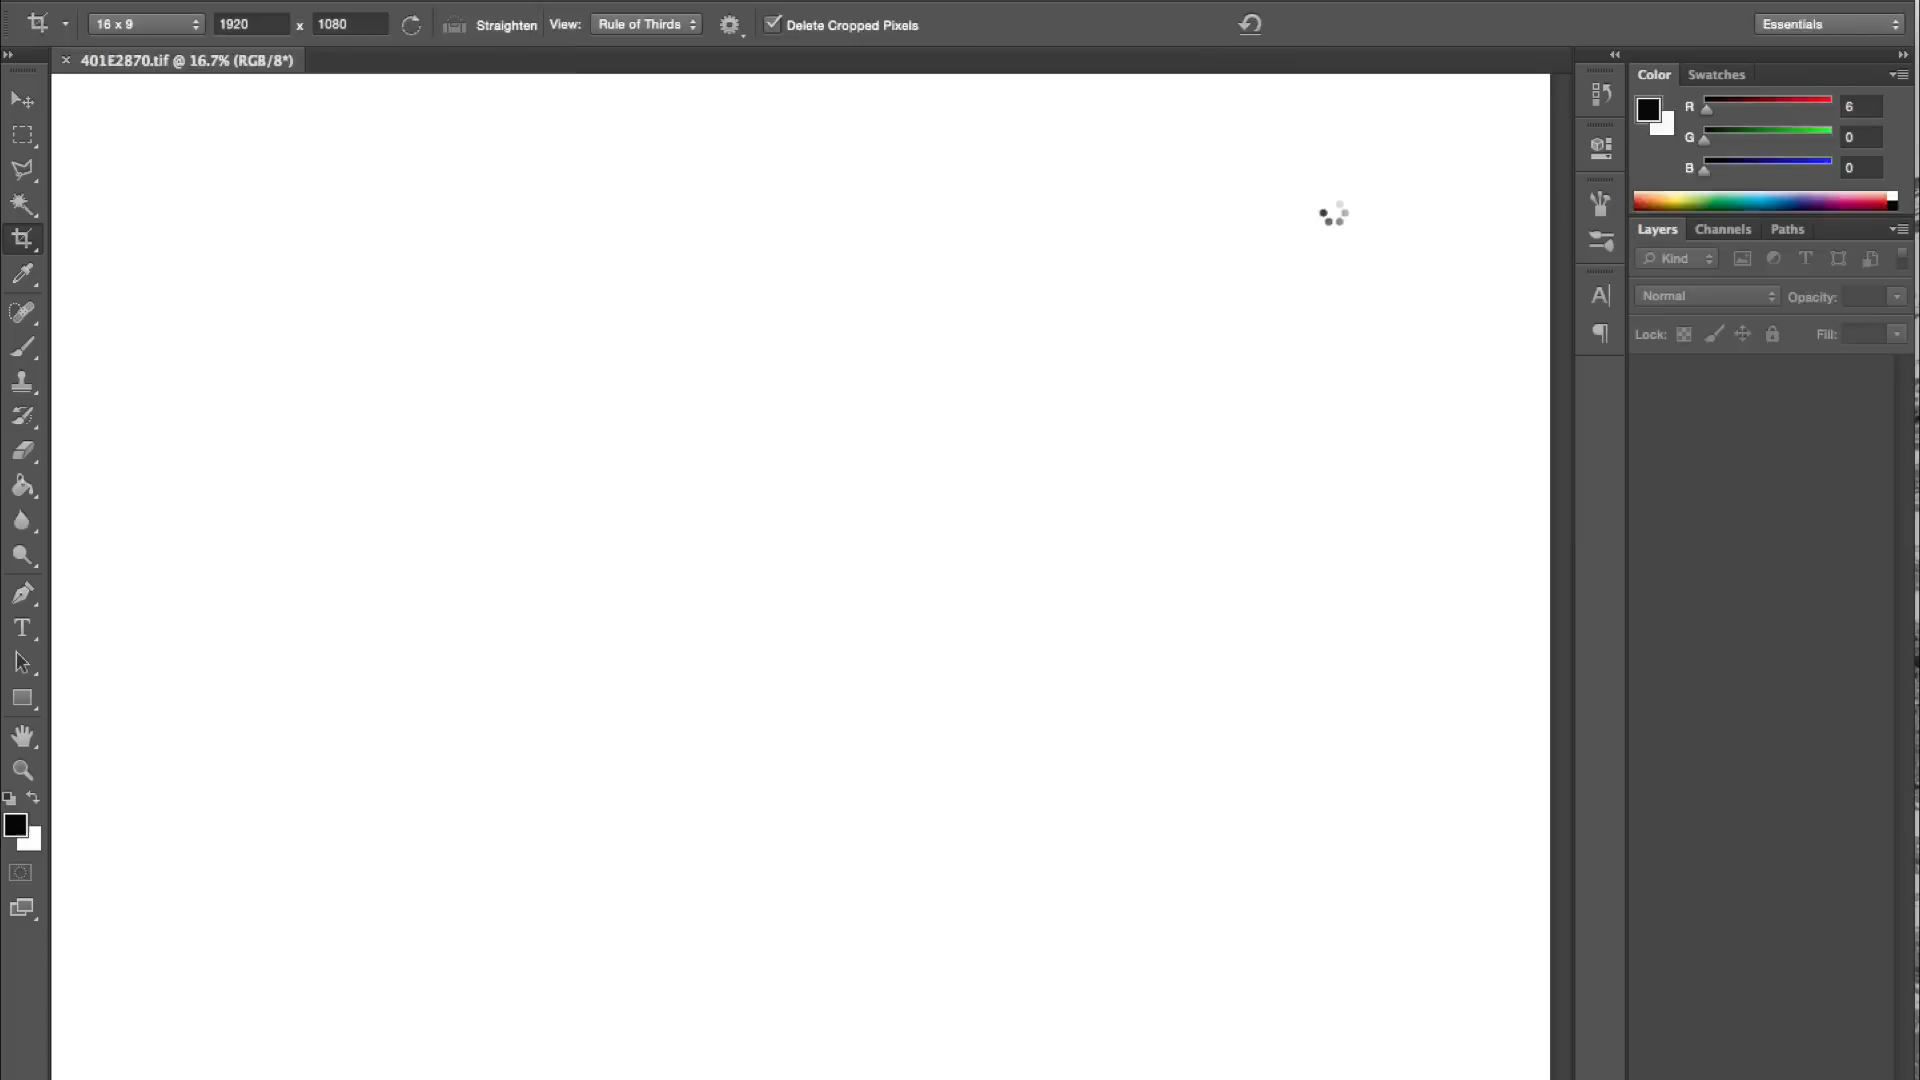 16 x 9 1920 x 1080 Straighten View: Rule of Thirds Delete Cropped Pixels Essentials
401E2870.tif @ 16.7% (RGB/8*)
Color Swatches
R 6
G 0
B 0
Layers Channels Paths
Kind
Normal Opacity:
Lock: Fill: